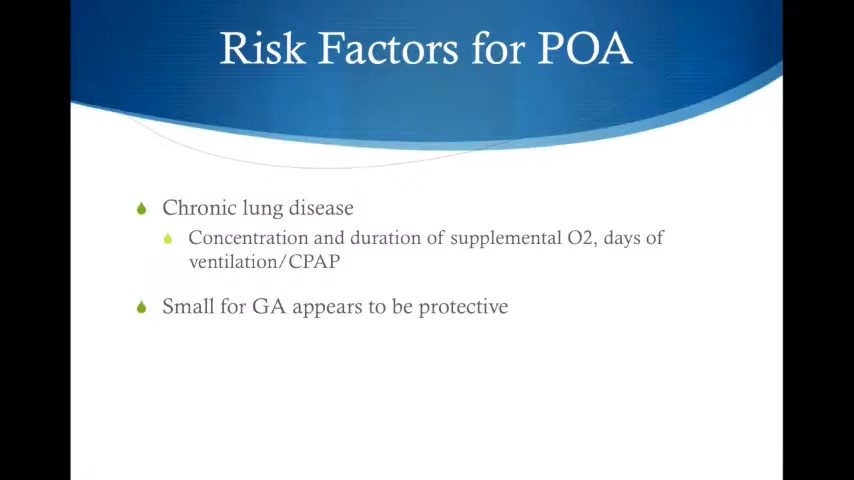 Risk Factors for POA
Chronic lung disease
Concentration and duration of supplemental O2, days of
ventilation/CPAP
Small for GA appears to be protective